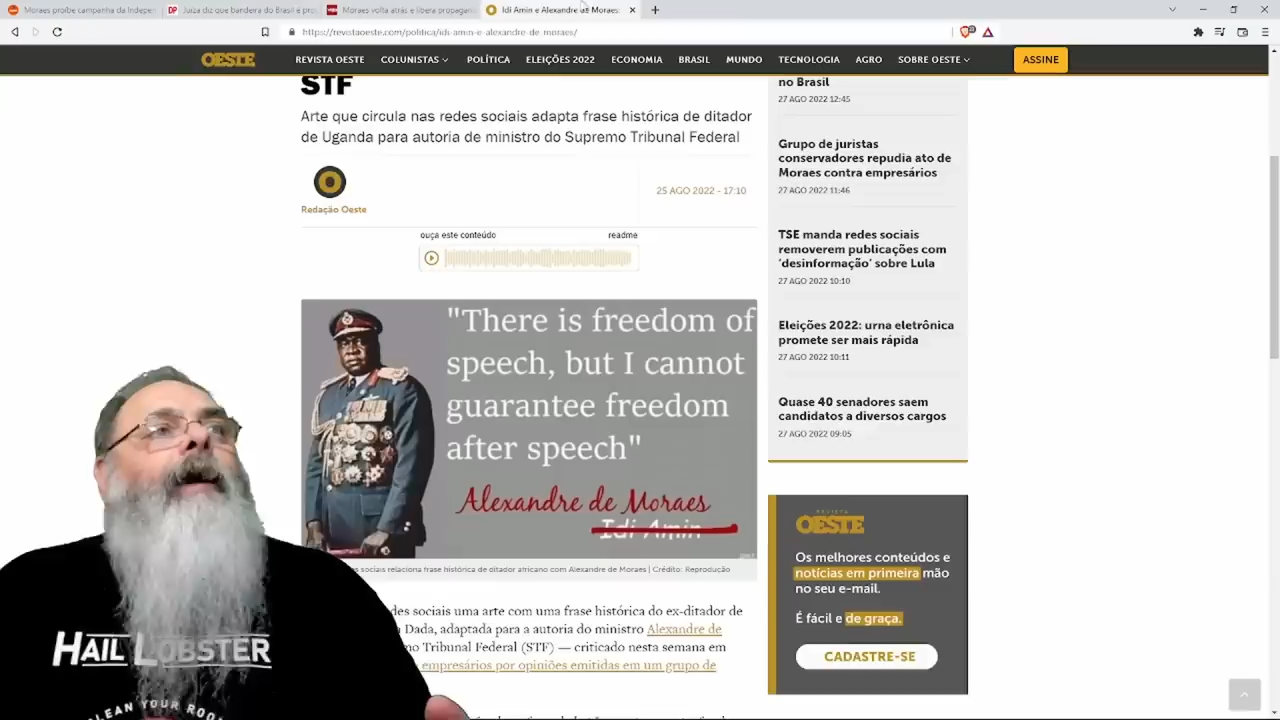 Moraes proíbe campanha da Indepen
Juíza diz que bandeira do Brasil é pro
Moraes volta atrás e libera propagan
Idi Amin e Alexandre de Moraes:
https://revistaoeste.com/politica/idi-amin-e-alexandre-de-moraes/
OESTE
REVISTA OESTE
COLUNISTAS
POLÍTICA
ELEIÇÕES 2022
ECONOMIA
BRASIL
MUNDO
TECNOLOGIA
AGRO
SOBRE OESTE
ASSINE
STF
Arte que circula nas redes sociais adapta frase histórica de ditador
de Uganda para autoria de ministro do Supremo Tribunal Federal
Redação Oeste
25 AGO 2022 - 17:10
ouça este conteúdo
readme
"There is freedom of
speech, but I cannot
guarantee freedom
after speech"
Alexandre de Moraes
Idi Amin
s sociais relaciona frase histórica de ditador africano com Alexandre de Moraes | Crédito: Reprodução
des sociais uma arte com uma frase histórica do ex-ditador de
Dada, adaptada para a autoria do ministro Alexandre de
o Tribunal Federal (STF) — criticado nesta semana em
empresários por opiniões emitidas em um grupo de
no Brasil
27 AGO 2022 12:45
Grupo de juristas
conservadores repudia ato de
Moraes contra empresários
27 AGO 2022 11:46
TSE manda redes sociais
removerem publicações com
‘desinformação’ sobre Lula
27 AGO 2022 10:10
Eleições 2022: urna eletrônica
promete ser mais rápida
27 AGO 2022 10:11
Quase 40 senadores saem
candidatos a diversos cargos
27 AGO 2022 09:05
REVISTA
OESTE
Os melhores conteúdos e
notícias em primeira mão
no seu e-mail.
É fácil e de graça.
CADASTRE-SE
HAIL LOBSTER
CLEAN YOUR ROO